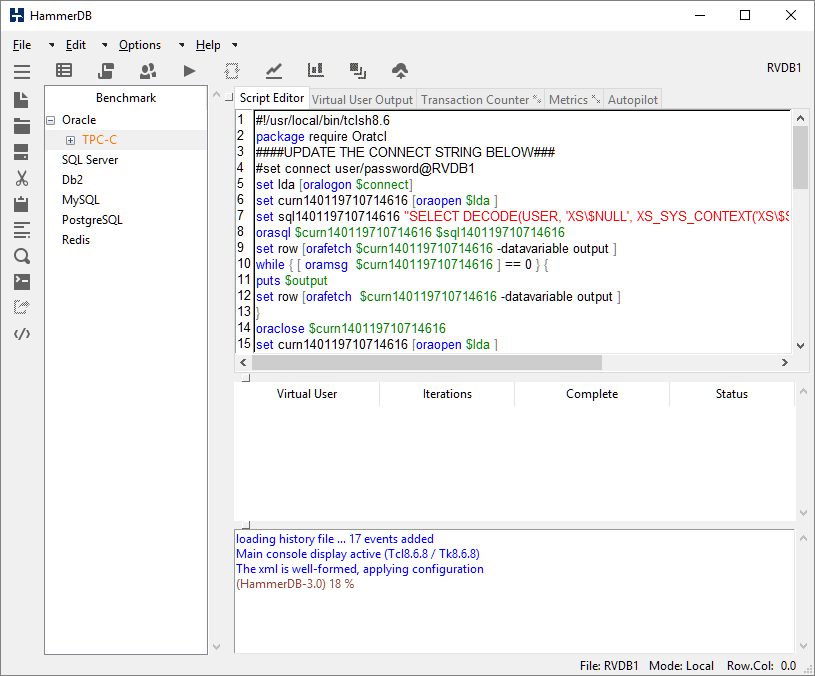 HammerDB
File Edit Options Help
RVDB1
Benchmark
Oracle
TPC-C
SQL Server
Db2
MySQL
PostgreSQL
Redis
Script Editor Virtual User Output Transaction Counter Metrics Autopilot
1 #!/usr/local/bin/tclsh8.6
2 package require Oratcl
3 ####UPDATE THE CONNECT STRING BELOW###
4 #set connect user/password@RVDB1
5 set lda [oralogon $connect]
6 set curn140119710714616 [oraopen $lda ]
7 set sql140119710714616 "SELECT DECODE(USER, 'XS\$NULL', XS_SYS_CONTEXT('XS\$S
8 orasql $curn140119710714616 $sql140119710714616
9 set row [orafetch $curn140119710714616 -datavariable output ]
10 while { [ oramsg $curn140119710714616 ] == 0 } {
11 puts $output
12 set row [orafetch $curn140119710714616 -datavariable output ]
13 }
14 oraclose $curn140119710714616
15 set curn140119710714616 [oraopen $lda ]
Virtual User Iterations Complete Status
loading history file ... 17 events added
Main console display active (Tcl8.6.8 / Tk8.6.8)
The xml is well-formed, applying configuration
(HammerDB-3.0) 18 %
File: RVDB1 Mode: Local Row.Col: 0.0